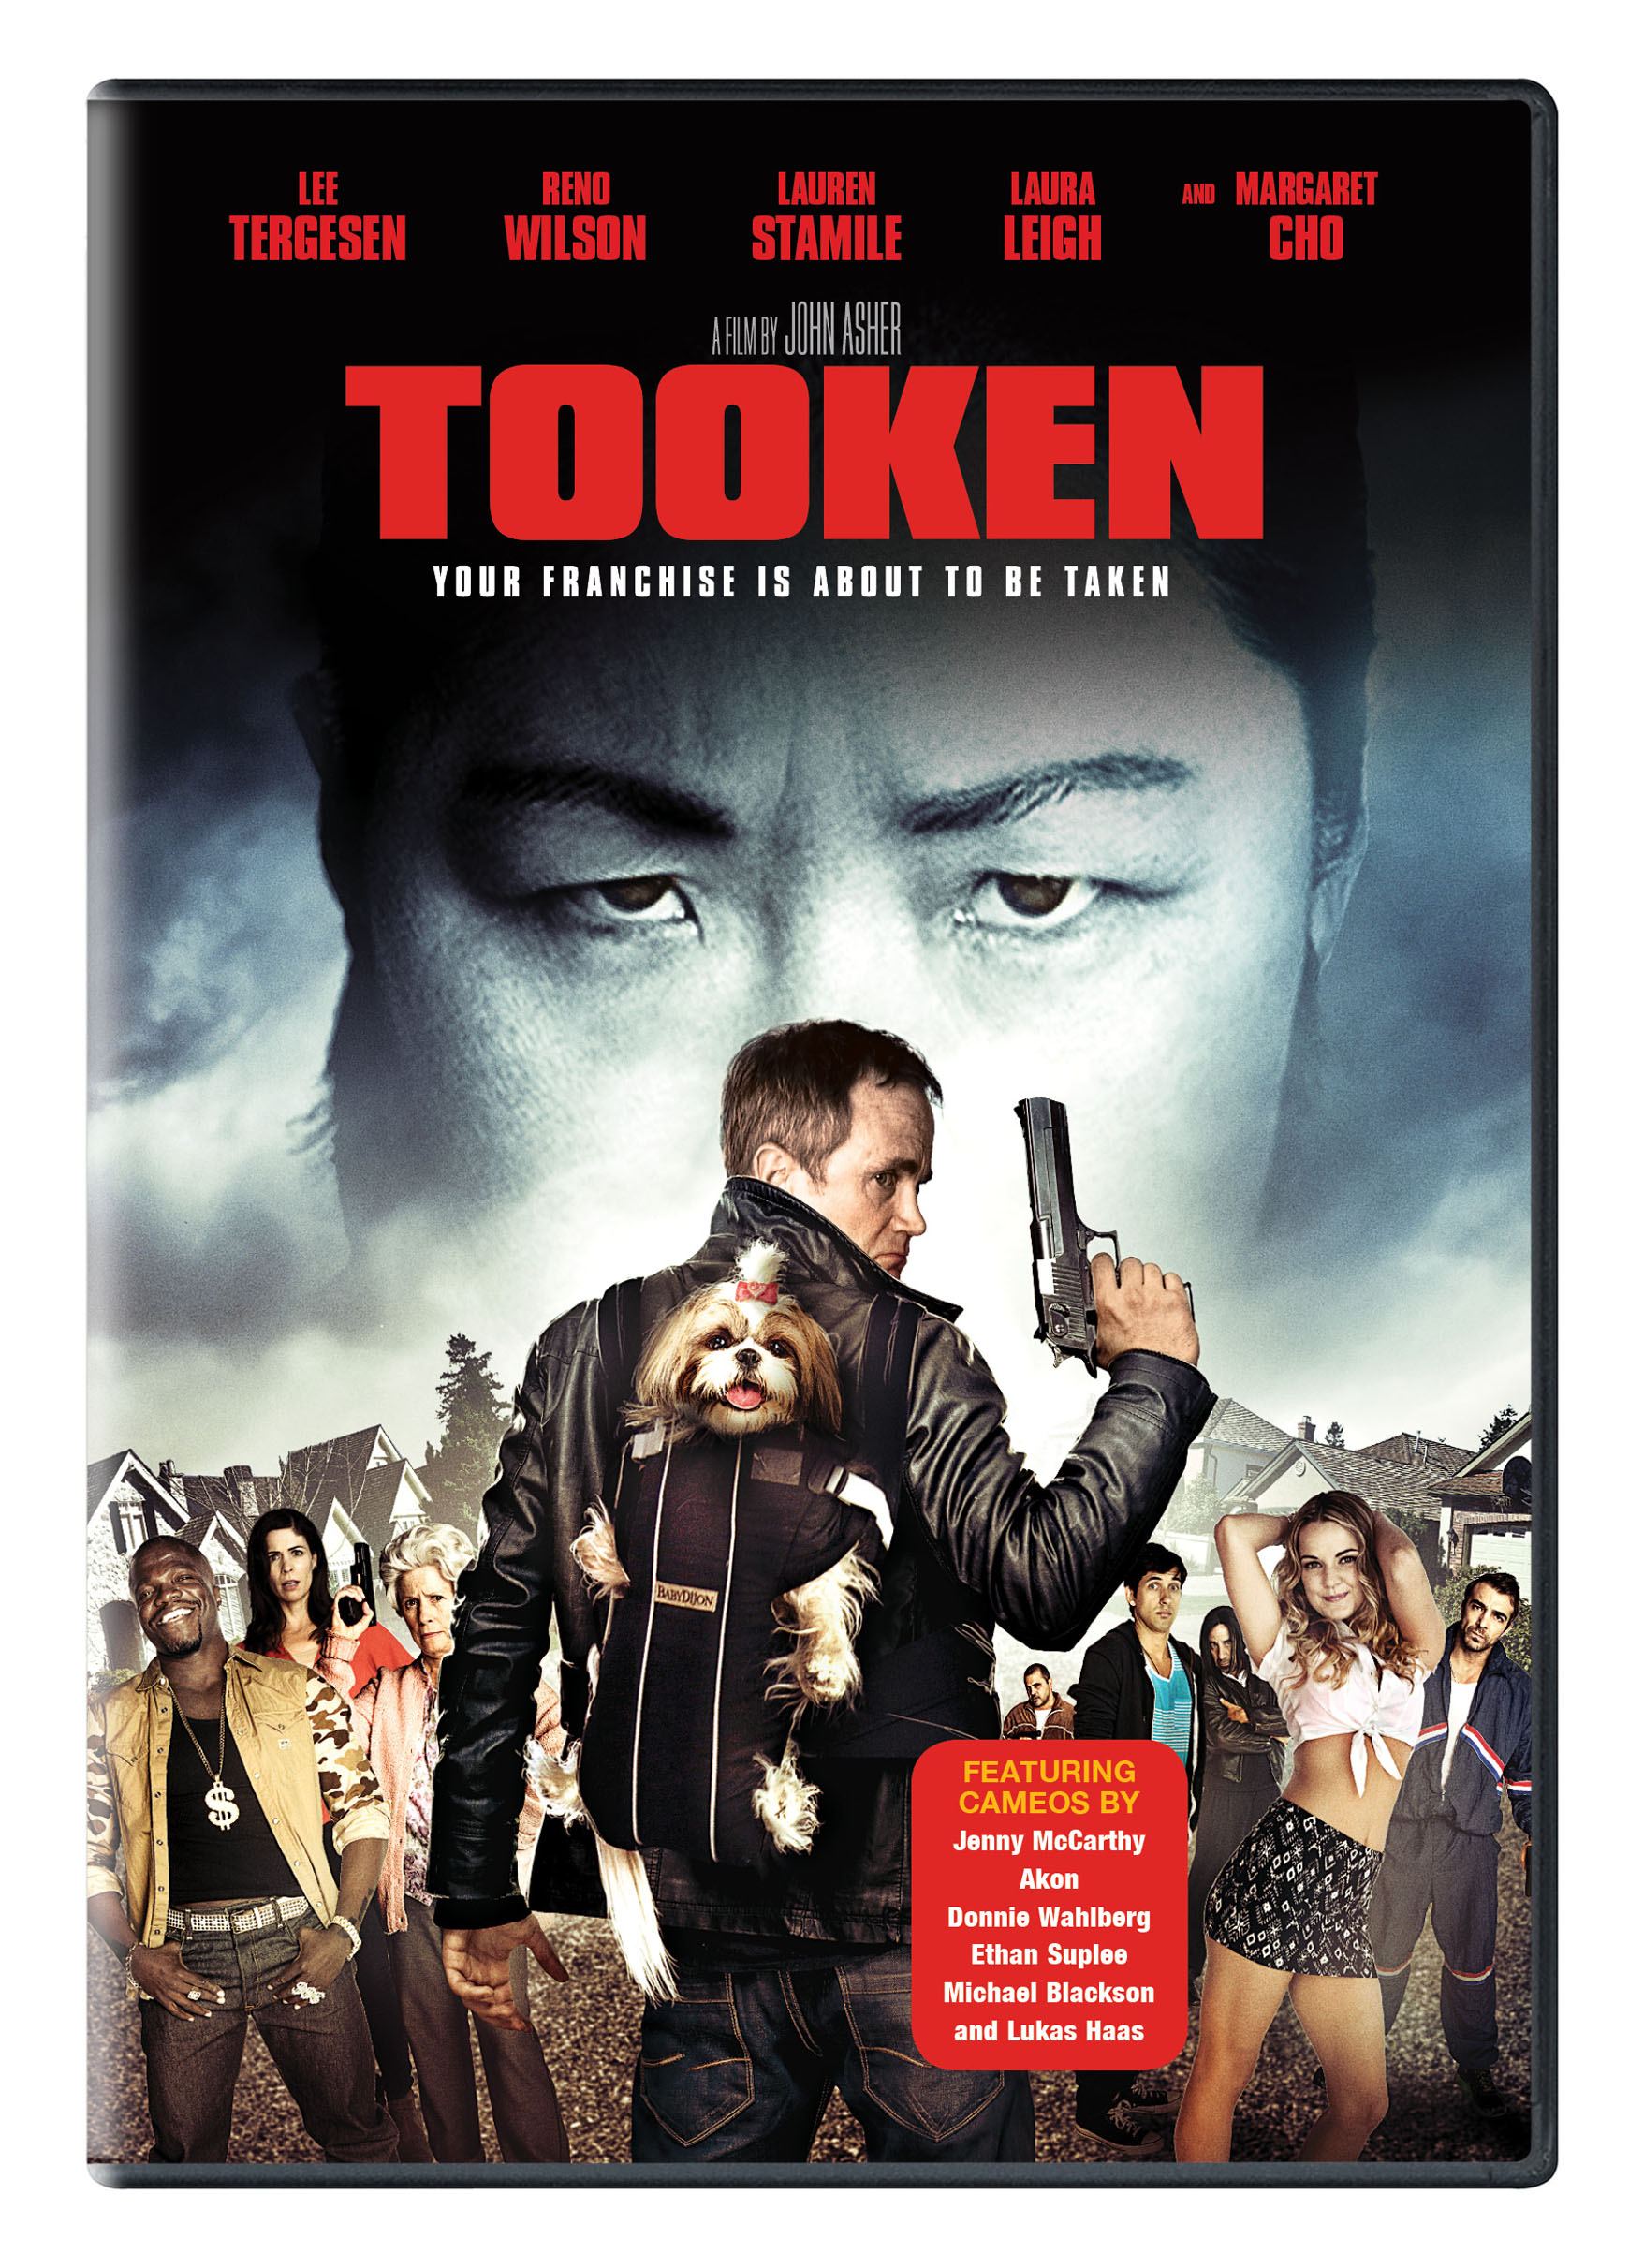 LEE RENO LAUREN LAURA AND MARGARET
TERGESEN WILSON STAMILE LEIGH CHO
A FILM BY JOHN ASHER
TOOKEN
YOUR FRANCHISE IS ABOUT TO BE TAKEN
BABYDIJON
FEATURING
CAMEOS BY
Jenny McCarthy
Akon
Donnie Wahlberg
Ethan Suplee
Michael Blackson
and Lukas Haas